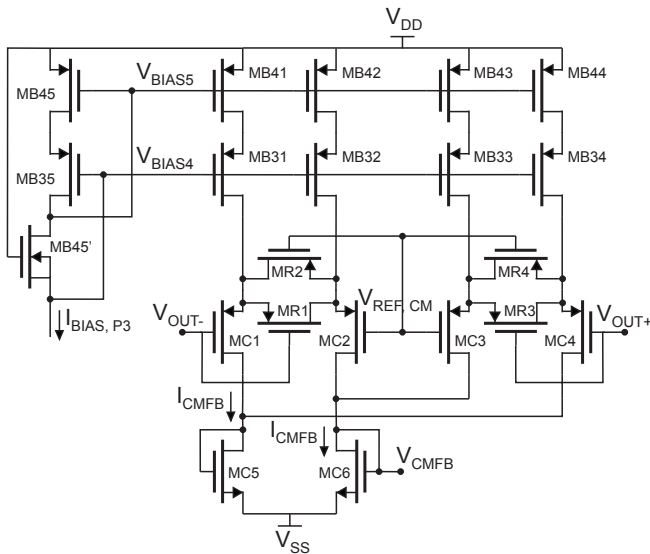 VDD
MB45
VBIAS5
MB41
MB42
MB43
MB44
MB35
VBIAS4
MB31
MB32
MB33
MB34
MB45'
MR2
MR4
IBIAS, P3
VOUT-
MR1
VREF, CM
MR3
VOUT+
MC1
MC2
MC3
MC4
ICMFB
ICMFB
VCMFB
MC5
MC6
VSS